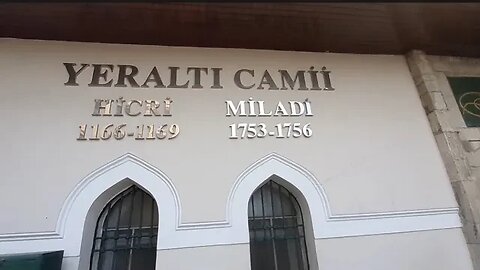 YERALTI CAMİİ
HİCRİ MİLADİ
1166-1169 1753-1756